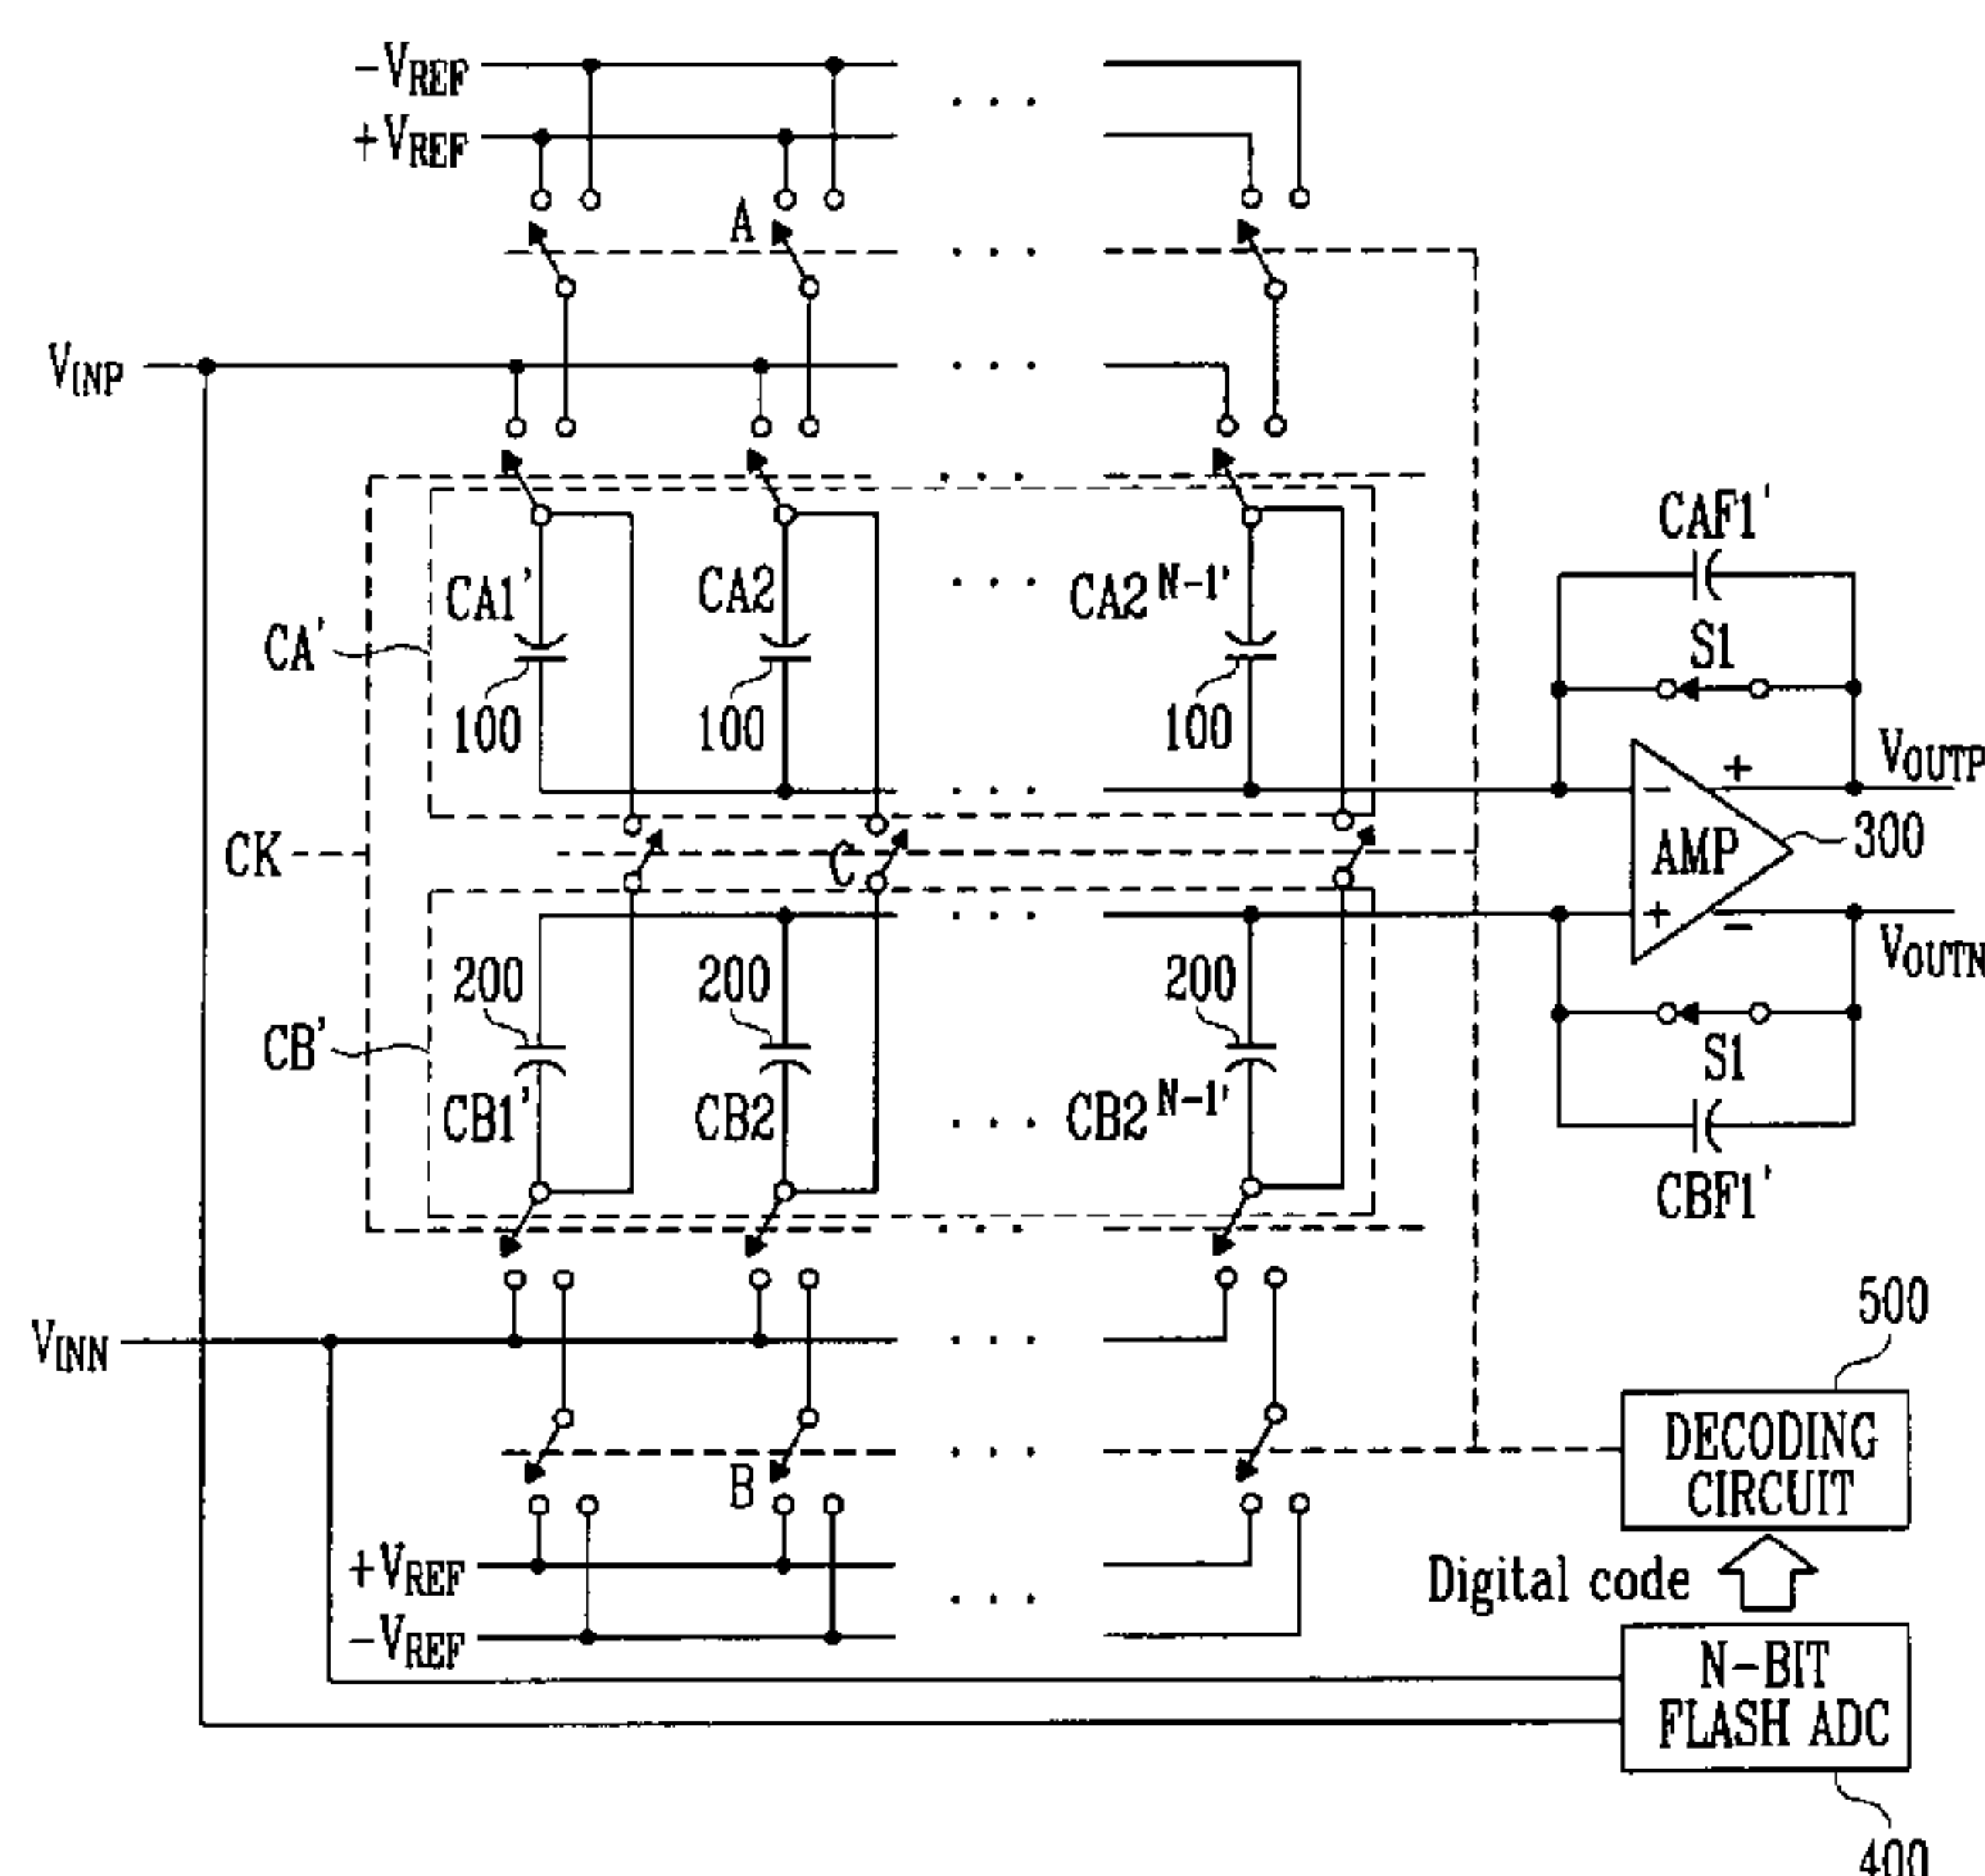 -VREF
+VREF
A
VINP
CA1' CA2 CA2N-1'
CAF1'
CA'
S1
100 100 100
VOUTP
+
-
CK
C
AMP
300
+
-
VOUTN
200 200 200
CB'
S1
CB1' CB2 CB2N-1'
CBF1'
500
VINN
DECODING
CIRCUIT
B
+VREF
Digital code
-VREF
N-BIT
FLASH ADC
400